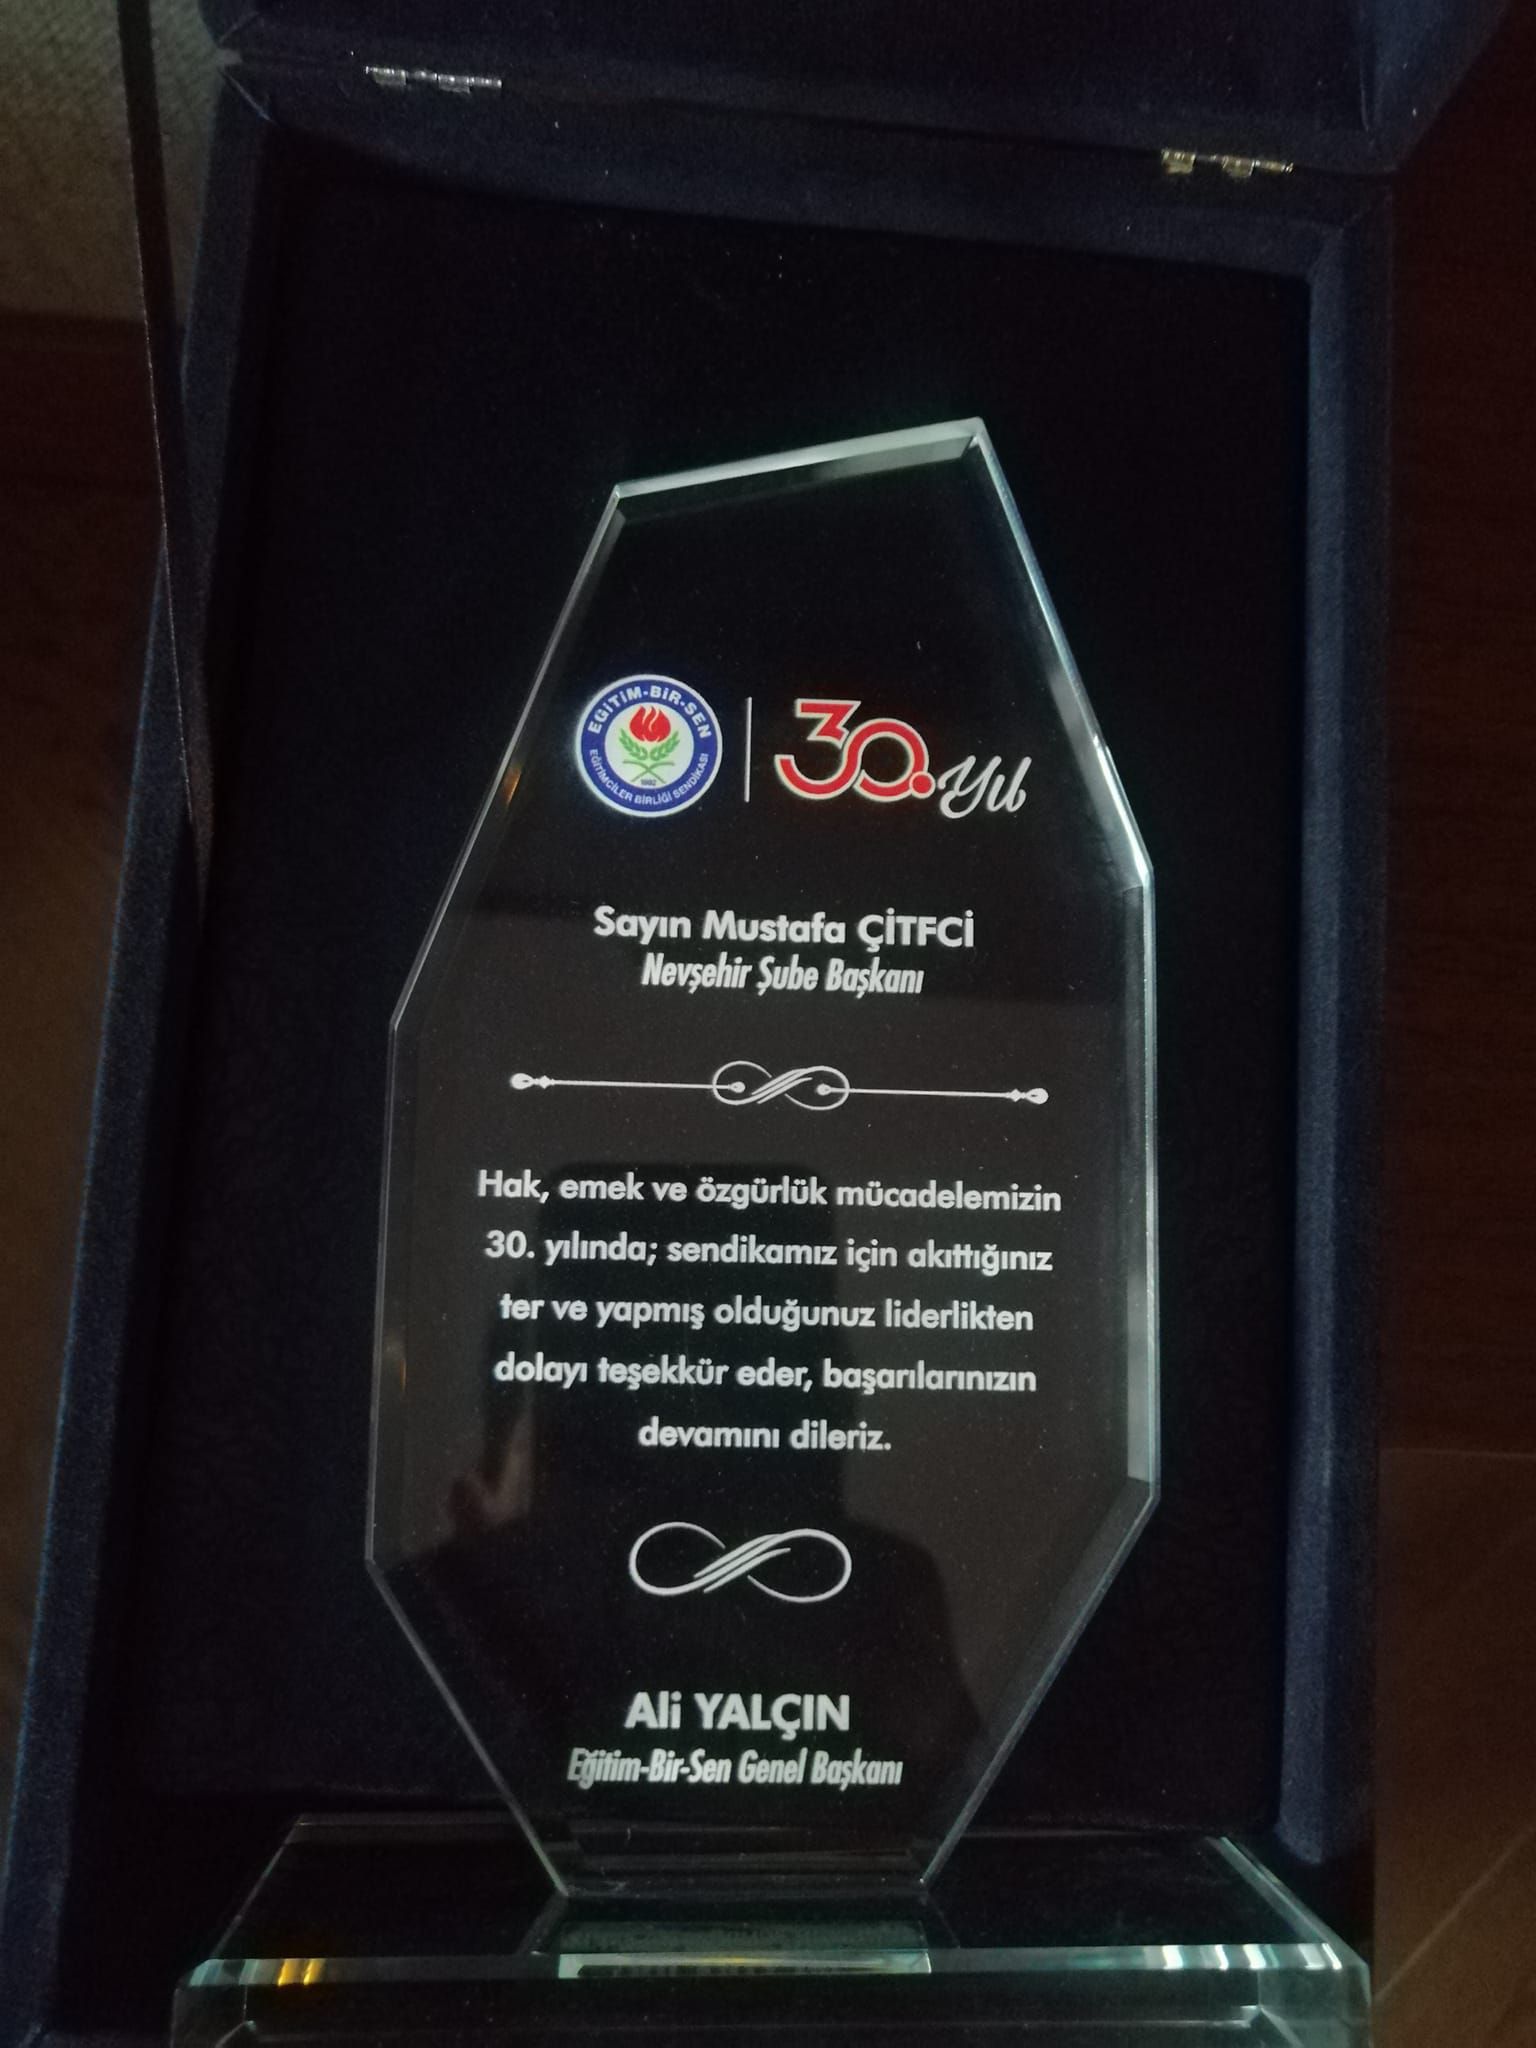 EĞİTİM-BİR-SEN
EĞİTİMCİLER BİRLİĞİ SENDİKASI
1992
30. Yıl
Sayın Mustafa ÇİTFCİ
Nevşehir Şube Başkanı
Hak, emek ve özgürlük mücadelemizin
30. yılında; sendikamız için akıttığınız
ter ve yapmış olduğunuz liderlikten
dolayı teşekkür eder, başarılarınızın
devamını dileriz.
Ali YALÇIN
Eğitim-Bir-Sen Genel Başkanı